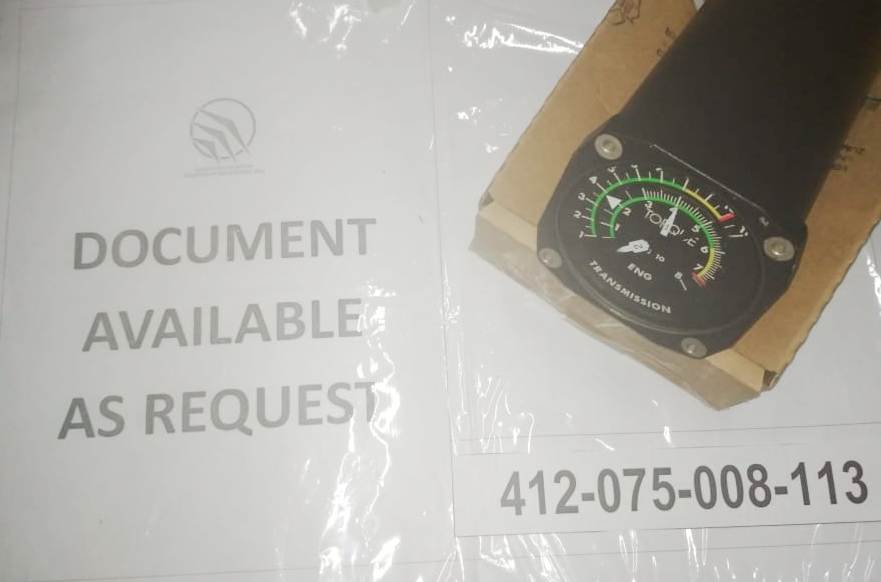 DOCUMENT
AVAILABLE
AS REQUEST
TORQUE
ENG
TRANSMISSION
412-075-008-113